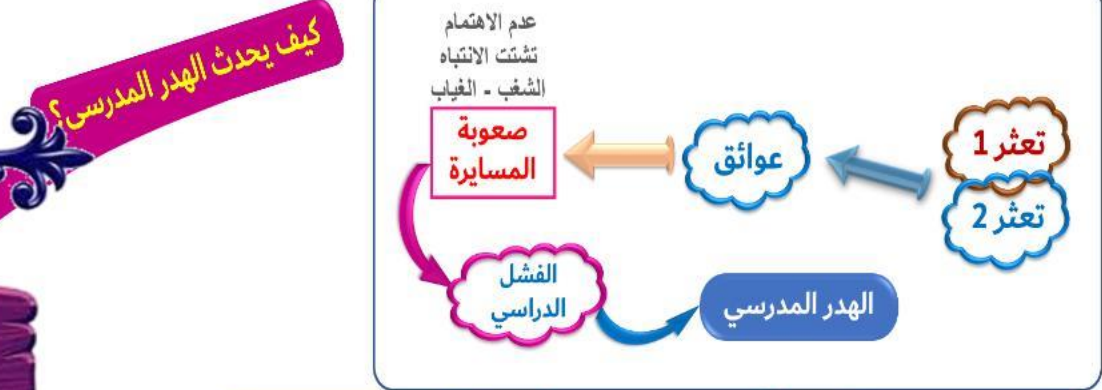 كيف يحدث الهدر المدرسي؟
تعثر 1
تعثر 2
عوائق
عدم الاهتمام
تشتت الانتباه
الشغب - الغياب
صعوبة
المسايرة
الفشل
الدراسي
الهدر المدرسي